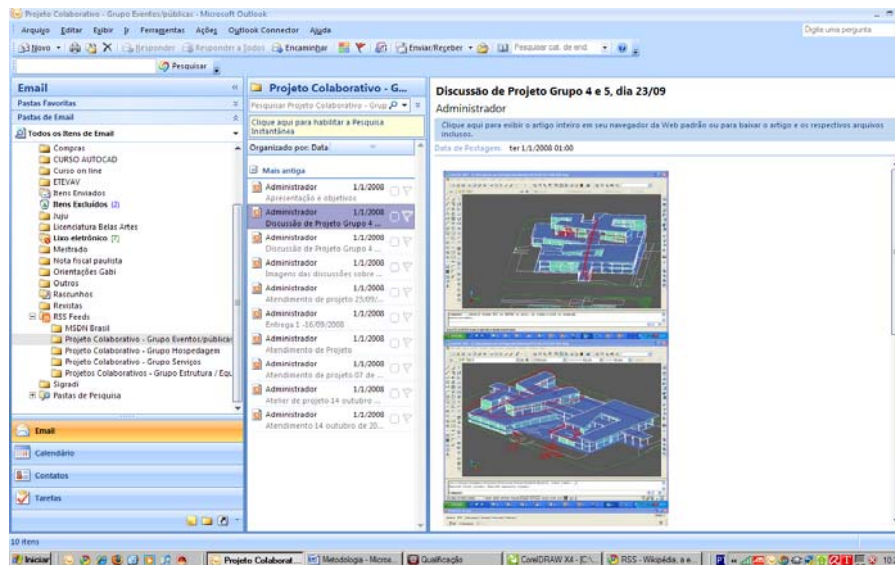 Projeto Colaborativo - Grupo Eventos/públicas - Microsoft Outlook
Arquivo Editar Exibir Ir Ferramentas Ações Outlook Connector Ajuda
Digite uma pergunta
Novo Responder Responder a Todos Encaminhar Enviar/Receber Pesquisar cat. de end.
Pesquisar
Email
Pastas Favoritas
Pastas de Email
Todos os Itens de Email
Compras
CURSO AUTOCAD
Curso on line
ETEVAV
Itens Enviados
Itens Excluídos (2)
Juju
Licenciatura Belas Artes
Lixo eletrônico [7]
Mestrado
Nota fiscal paulista
Orientações Gabi
Outros
Rascunhos
Revistas
RSS Feeds
MSDN Brasil
Projeto Colaborativo - Grupo Eventos/públicas
Projeto Colaborativo - Grupo Hospedagem
Projeto Colaborativo - Grupo Serviços
Projetos Colaborativos - Grupo Estrutura / Equ
Sigradi
Pastas de Pesquisa
Email
Calendário
Contatos
Tarefas
Projeto Colaborativo - G...
Pesquisar Projeto Colaborativo - Grup
Clique aqui para habilitar a Pesquisa
Instantânea
Organizado por: Data
Mais antiga
Administrador 1/1/2008
Apresentação e objetivos
Administrador 1/1/2008
Discussão de Projeto Grupo 4 ...
Administrador 1/1/2008
Discussão de Projeto Grupo 4 ...
Administrador 1/1/2008
Imagens das discussões sobre ...
Administrador 1/1/2008
Atendimento de projeto 23/09/...
Administrador 1/1/2008
Entrega 1 -16/09/2008
Administrador 1/1/2008
Atendimento de Projeto
Administrador 1/1/2008
Atendimento de projeto 07 de ...
Administrador 1/1/2008
Atelier de projeto 14 outubro ...
Administrador 1/1/2008
Atendimento 14 outubro de 20...
Discussão de Projeto Grupo 4 e 5, dia 23/09
Administrador
Clique aqui para exibir o artigo inteiro em seu navegador da Web padrão ou para baixar o artigo e os respectivos arquivos
inclusos.
Data de Postagem: ter 1/1/2008 01:00
10 itens
Iniciar Projeto Colaborat... Metodologia - Micros... Qualificação CorelDRAW X4 - [C:\... RSS - Wikipédia, a e...